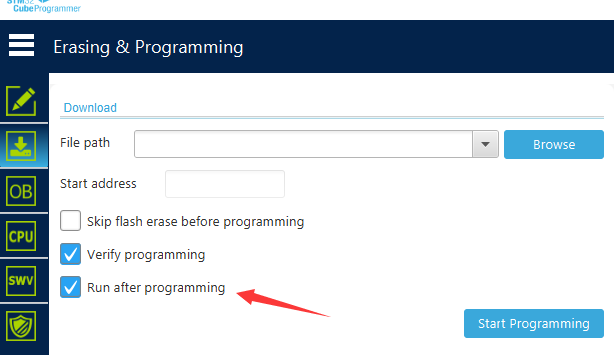 STM32
CubeProgrammer
Erasing & Programming
Download
File path
Browse
Start address
OB
Skip flash erase before programming
CPU
Verify programming
SWV
Run after programming
Start Programming